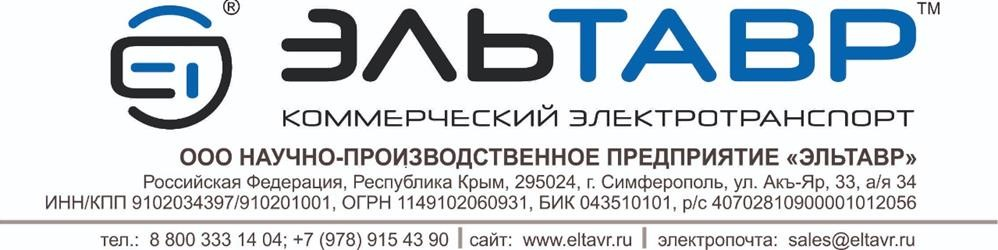 ЭЛЬТАВР™
КОММЕРЧЕСКИЙ ЭЛЕКТРОТРАНСПОРТ
ООО НАУЧНО-ПРОИЗВОДСТВЕННОЕ ПРЕДПРИЯТИЕ «ЭЛЬТАВР»
Российская Федерация, Республика Крым, 295024, г. Симферополь, ул. Акъ-Яр, 33, а/я 34
ИНН/КПП 9102034397/910201001, ОГРН 1149102060931, БИК 043510101, р/с 40702810900001012056
тел.: 8 800 333 14 04; +7 (978) 915 43 90 | сайт: www.eltavr.ru | электропочта: sales@eltavr.ru